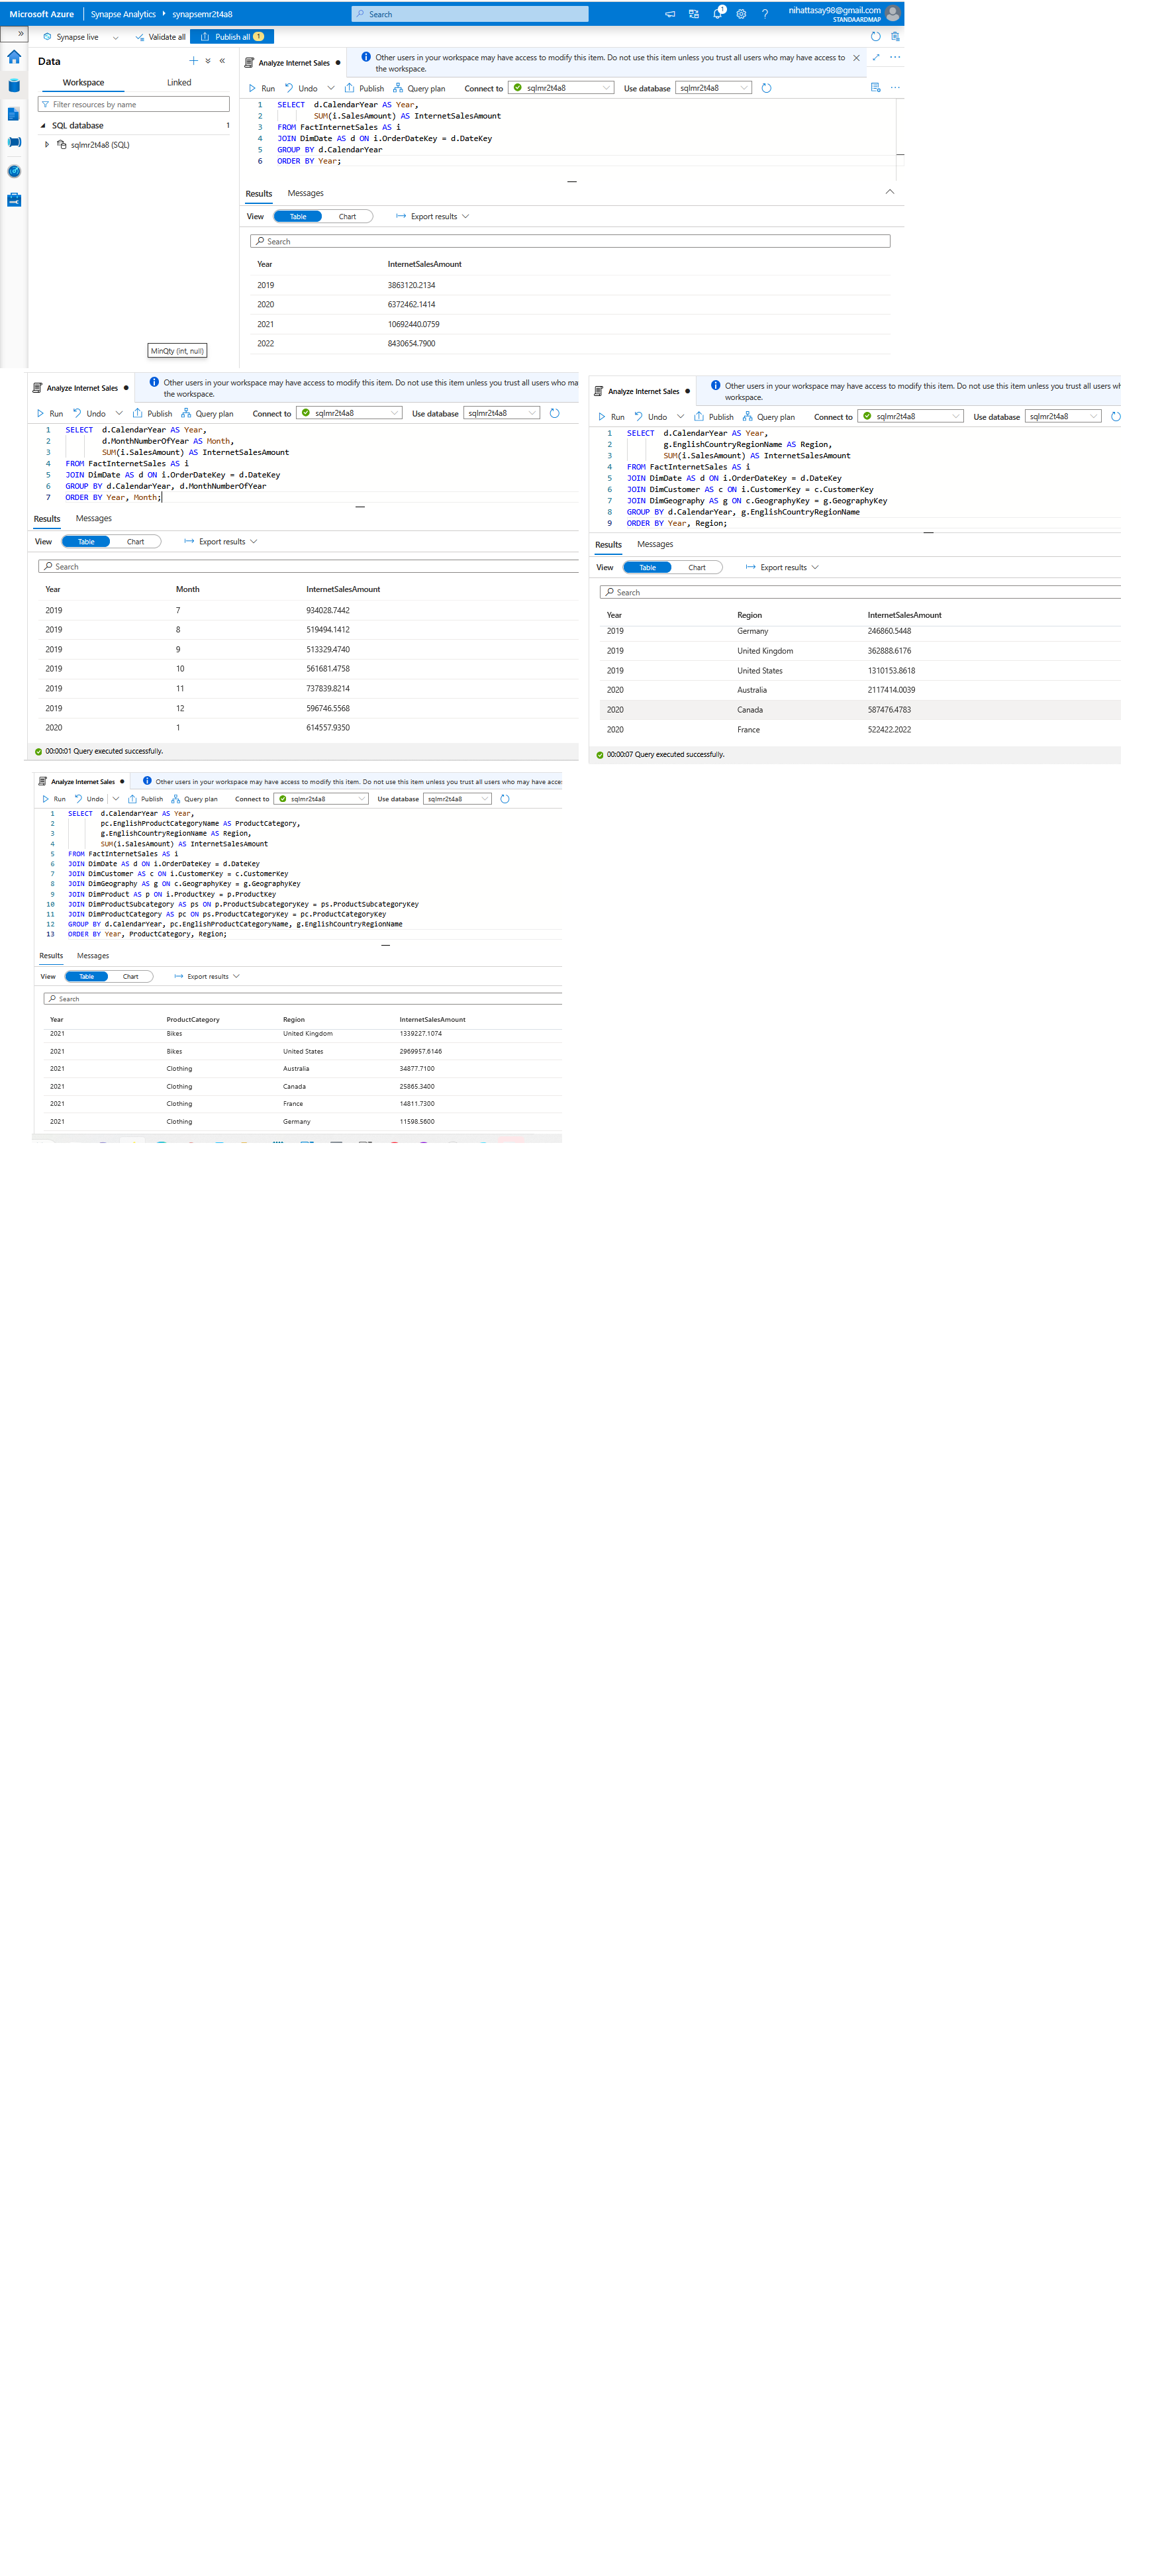 Microsoft Azure Synapse Analytics synapsemr2t4a8 Search 1 nihattasay98@gmail.com
STANDAARDMAP
» Synapse live Validate all Publish all 1
Data
Workspace Linked
Filter resources by name
SQL database 1
sqlmr2t4a8 (SQL)
MinQty (int, null)
Analyze Internet Sales
Other users in your workspace may have access to modify this item. Do not use this item unless you trust all users who may have access to
the workspace.
Run Undo Publish Query plan Connect to sqlmr2t4a8 Use database sqlmr2t4a8
1 SELECT d.CalendarYear AS Year,
2 SUM(i.SalesAmount) AS InternetSalesAmount
3 FROM FactInternetSales AS i
4 JOIN DimDate AS d ON i.OrderDateKey = d.DateKey
5 GROUP BY d.CalendarYear
6 ORDER BY Year;
Results Messages
View Table Chart Export results
Search
Year InternetSalesAmount
2019 3863120.2134
2020 6372462.1414
2021 10692440.0759
2022 8430654.7900
Analyze Internet Sales
Other users in your workspace may have access to modify this item. Do not use this item unless you trust all users who ma
the workspace.
Run Undo Publish Query plan Connect to sqlmr2t4a8 Use database sqlmr2t4a8
1 SELECT d.CalendarYear AS Year,
2 d.MonthNumberOfYear AS Month,
3 SUM(i.SalesAmount) AS InternetSalesAmount
4 FROM FactInternetSales AS i
5 JOIN DimDate AS d ON i.OrderDateKey = d.DateKey
6 GROUP BY d.CalendarYear, d.MonthNumberOfYear
7 ORDER BY Year, Month;
Results Messages
View Table Chart Export results
Search
Year Month InternetSalesAmount
2019 7 934028.7442
2019 8 519494.1412
2019 9 513329.4740
2019 10 561681.4758
2019 11 737839.8214
2019 12 596746.5568
2020 1 614557.9350
00:00:01 Query executed successfully.
Analyze Internet Sales
Other users in your workspace may have access to modify this item. Do not use this item unless you trust all users wh
workspace.
Run Undo Publish Query plan Connect to sqlmr2t4a8 Use database sqlmr2t4a8
1 SELECT d.CalendarYear AS Year,
2 g.EnglishCountryRegionName AS Region,
3 SUM(i.SalesAmount) AS InternetSalesAmount
4 FROM FactInternetSales AS i
5 JOIN DimDate AS d ON i.OrderDateKey = d.DateKey
6 JOIN DimCustomer AS c ON i.CustomerKey = c.CustomerKey
7 JOIN DimGeography AS g ON c.GeographyKey = g.GeographyKey
8 GROUP BY d.CalendarYear, g.EnglishCountryRegionName
9 ORDER BY Year, Region;
Results Messages
View Table Chart Export results
Search
Year Region InternetSalesAmount
2019 Germany 246860.5448
2019 United Kingdom 362888.6176
2019 United States 1310153.8618
2020 Australia 2117414.0039
2020 Canada 587476.4783
2020 France 522422.2022
00:00:07 Query executed successfully.
Analyze Internet Sales
Other users in your workspace may have access to modify this item. Do not use this item unless you trust all users who may have acces
Run Undo Publish Query plan Connect to sqlmr2t4a8 Use database sqlmr2t4a8
1 SELECT d.CalendarYear AS Year,
2 pc.EnglishProductCategoryName AS ProductCategory,
3 g.EnglishCountryRegionName AS Region,
4 SUM(i.SalesAmount) AS InternetSalesAmount
5 FROM FactInternetSales AS i
6 JOIN DimDate AS d ON i.OrderDateKey = d.DateKey
7 JOIN DimCustomer AS c ON i.CustomerKey = c.CustomerKey
8 JOIN DimGeography AS g ON c.GeographyKey = g.GeographyKey
9 JOIN DimProduct AS p ON i.ProductKey = p.ProductKey
10 JOIN DimProductSubcategory AS ps ON p.ProductSubcategoryKey = ps.ProductSubcategoryKey
11 JOIN DimProductCategory AS pc ON ps.ProductCategoryKey = pc.ProductCategoryKey
12 GROUP BY d.CalendarYear, pc.EnglishProductCategoryName, g.EnglishCountryRegionName
13 ORDER BY Year, ProductCategory, Region;
Results Messages
View Table Chart Export results
Search
Year ProductCategory Region InternetSalesAmount
2021 Bikes United Kingdom 1339227.1074
2021 Bikes United States 2969957.6146
2021 Clothing Australia 34877.7100
2021 Clothing Canada 25865.3400
2021 Clothing France 14811.7300
2021 Clothing Germany 11598.5600